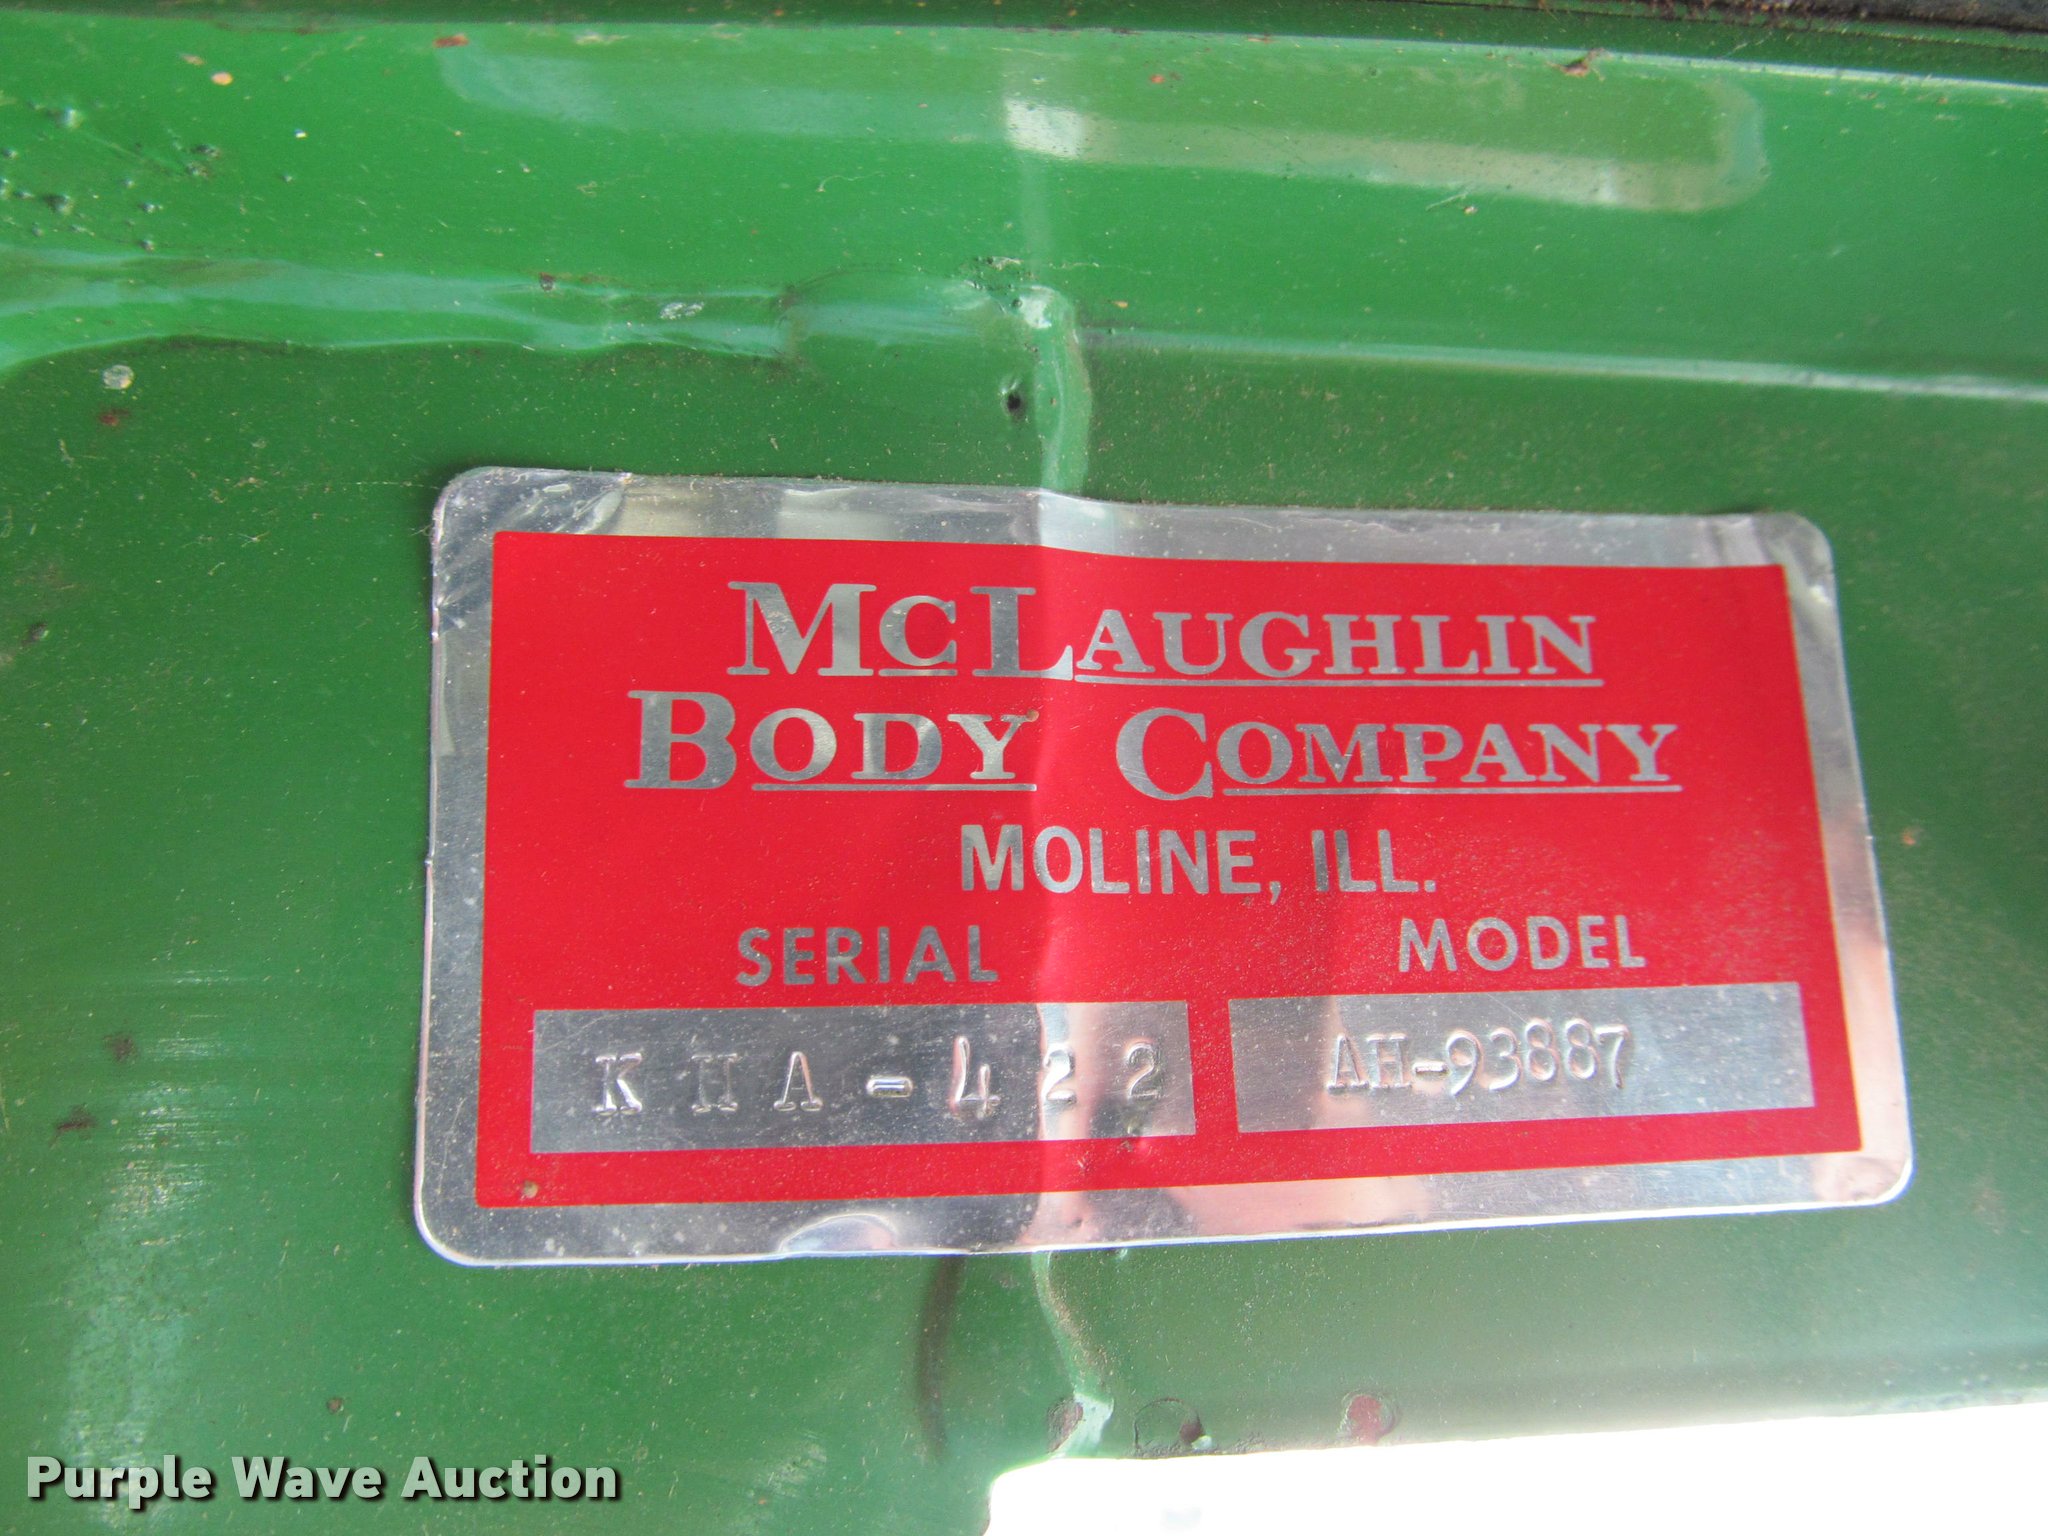 McLAUGHLIN
BODY COMPANY
MOLINE, ILL.
SERIAL MODEL
KHA-422 AH-93887
Purple Wave Auction